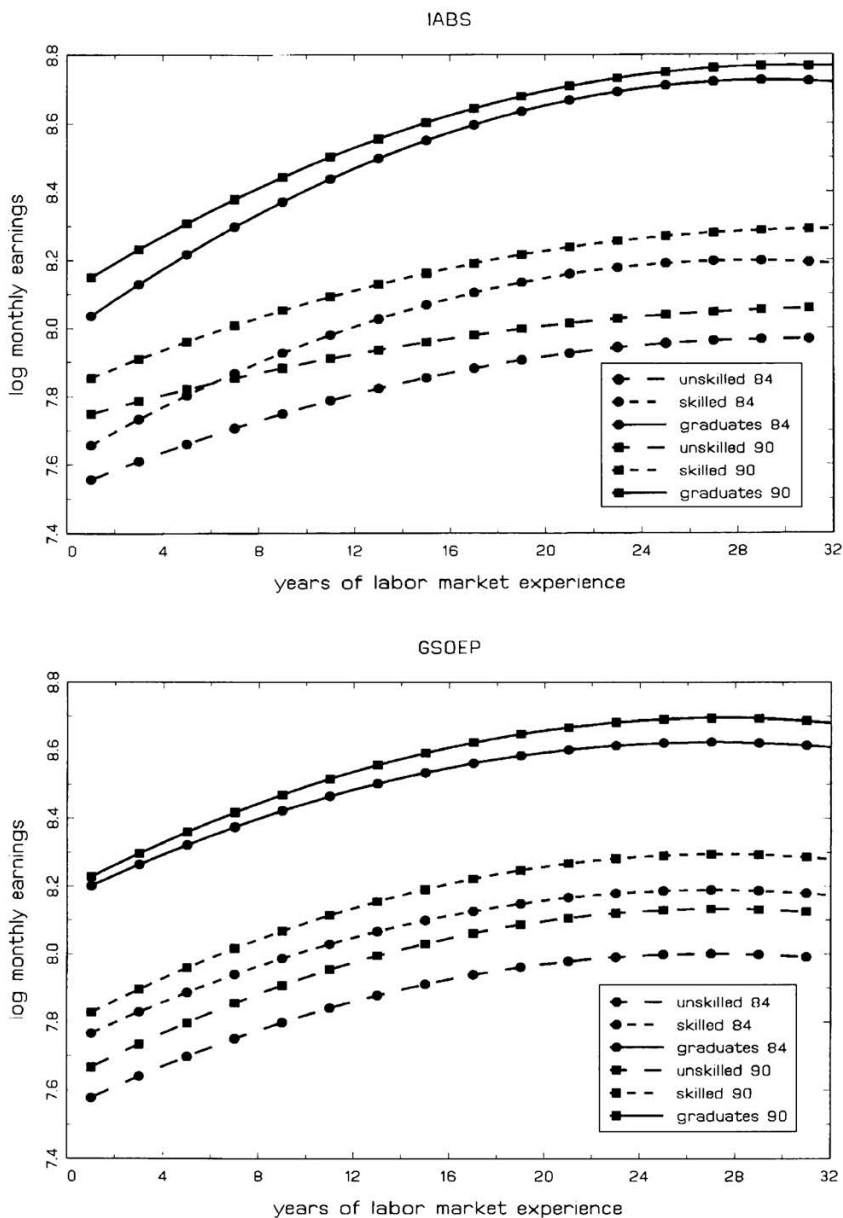 IABS
log monthly earnings
8.8
8.6
8.4
8.2
8.0
7.8
7.6
7.4
unskilled 84
skilled 84
graduates 84
unskilled 90
skilled 90
graduates 90
0 4 8 12 16 20 24 28 32
years of labor market experience
GSOEP
log monthly earnings
8.8
8.6
8.4
8.2
8.0
7.8
7.6
7.4
unskilled 84
skilled 84
graduates 84
unskilled 90
skilled 90
graduates 90
0 4 8 12 16 20 24 28 32
years of labor market experience